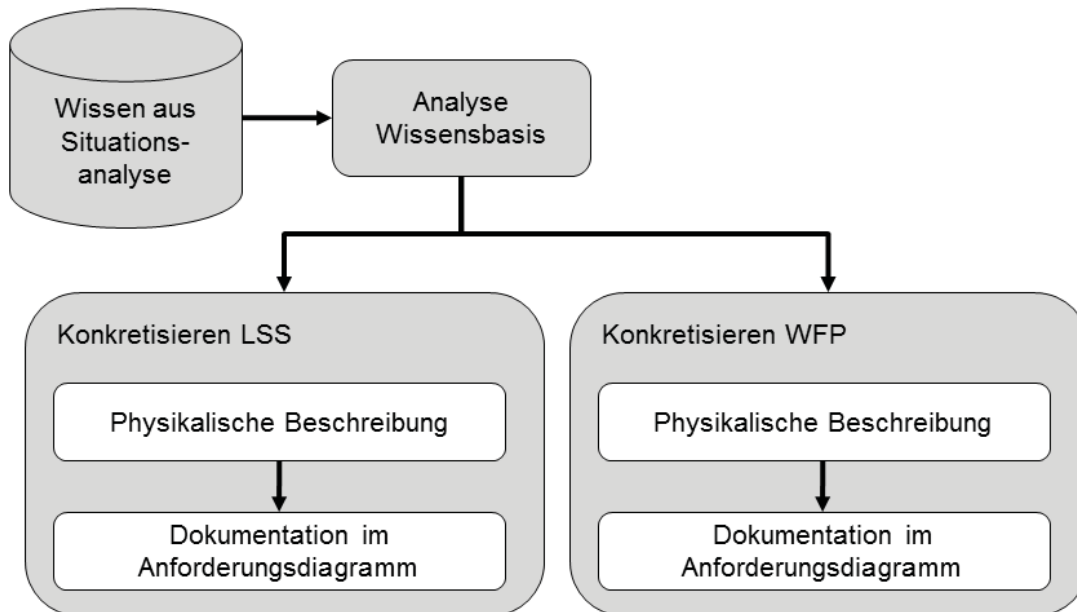 Wissen aus
Situations-
analyse
Analyse
Wissensbasis
Konkretisieren LSS
Physikalische Beschreibung
Dokumentation im
Anforderungsdiagramm
Konkretisieren WFP
Physikalische Beschreibung
Dokumentation im
Anforderungsdiagramm